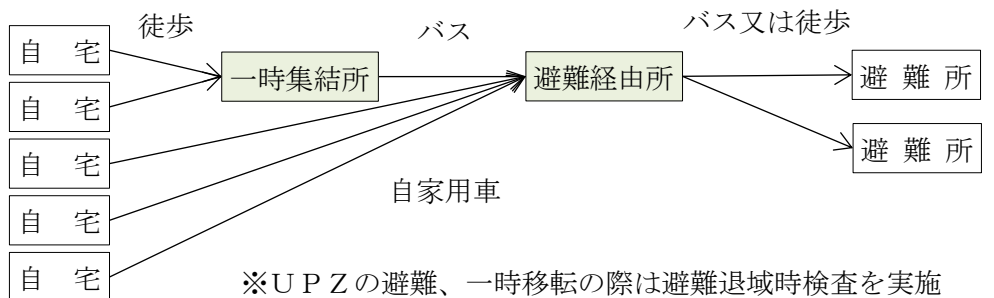 徒歩
バス
バス又は徒歩
自　宅
自　宅
自　宅
自　宅
自　宅
一時集結所
避難経由所
避 難 所
避 難 所
自家用車
※ＵＰＺの避難、一時移転の際は避難退域時検査を実施